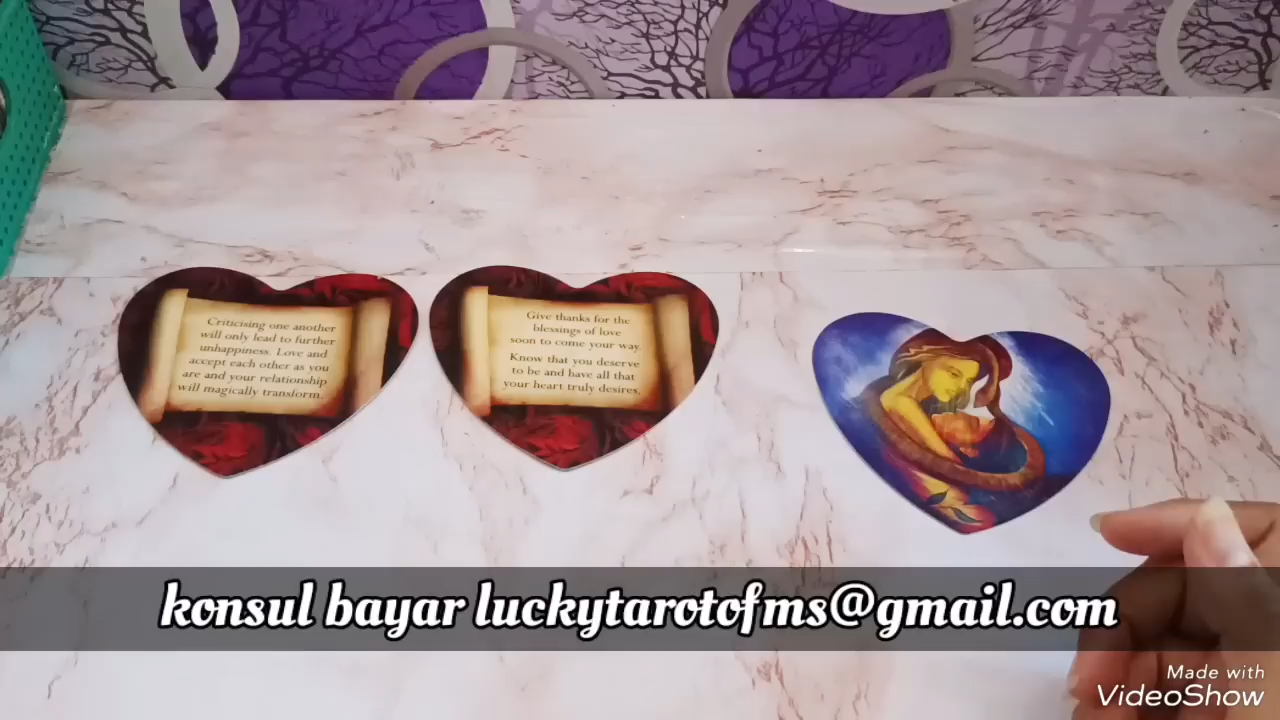 Criticising one another
will only lead to further
unhappiness. Love and
accept each other as you
are and your relationship
will magically transform.
Give thanks for the
blessings of love
soon to come your way.
Know that you deserve
to be and have all that
your heart truly desires.
konsul bayar luckytarotofms@gmail.com
Made with
VideoShow